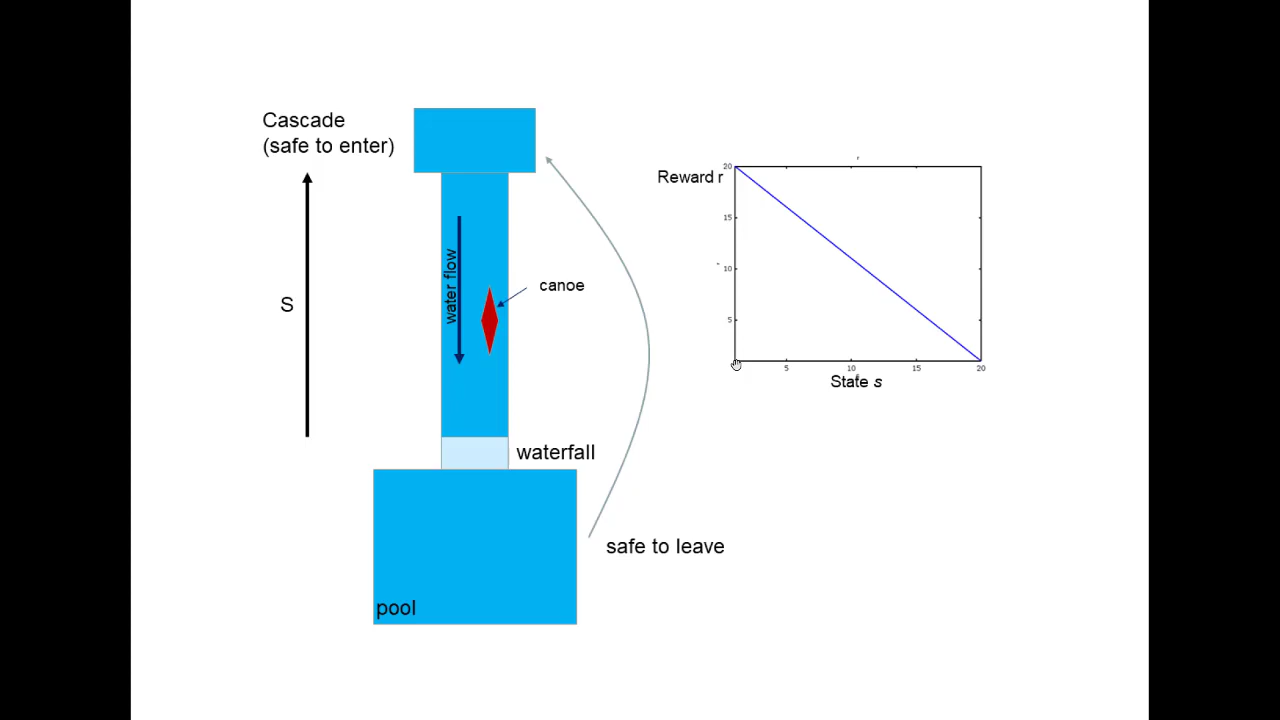 Cascade
(safe to enter)
S
water flow
canoe
waterfall
safe to leave
pool
Reward r
20
15
10
5
5
10
15
20
State s